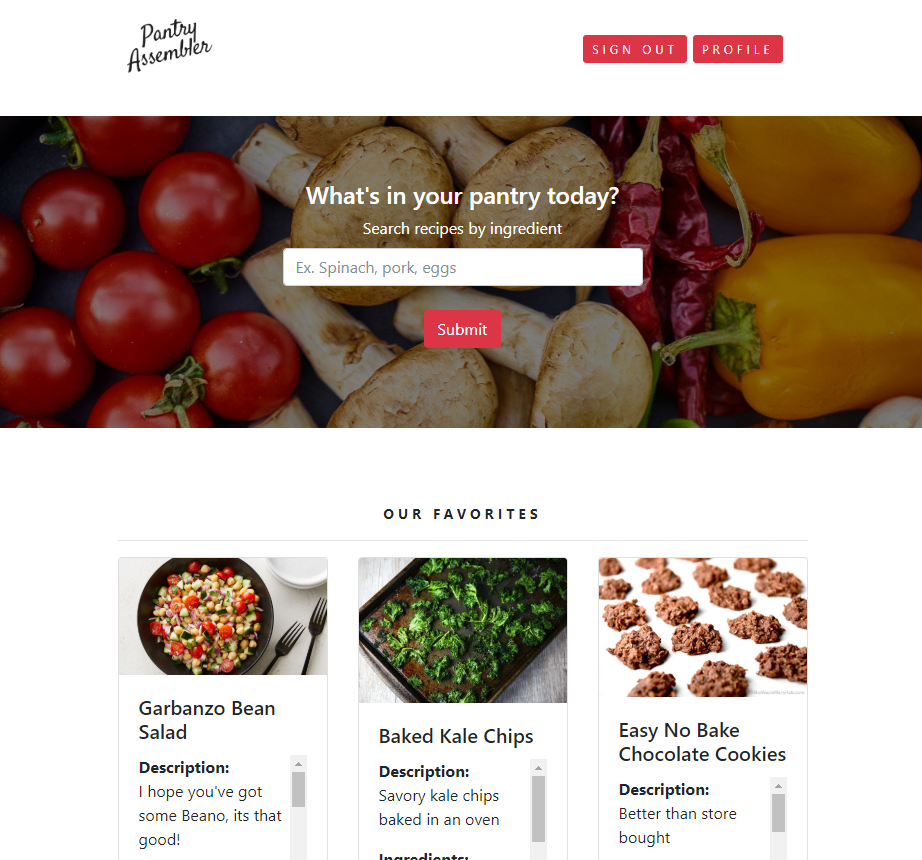 Pantry
Assembler
SIGN OUT
PROFILE
What's in your pantry today?
Search recipes by ingredient
Ex. Spinach, pork, eggs
Submit
OUR FAVORITES
Garbanzo Bean
Salad
Description:
I hope you've got
some Beano, its that
good!
Baked Kale Chips
Description:
Savory kale chips
baked in an oven
Ingredients:
Easy No Bake
Chocolate Cookies
Description:
Better than store
bought